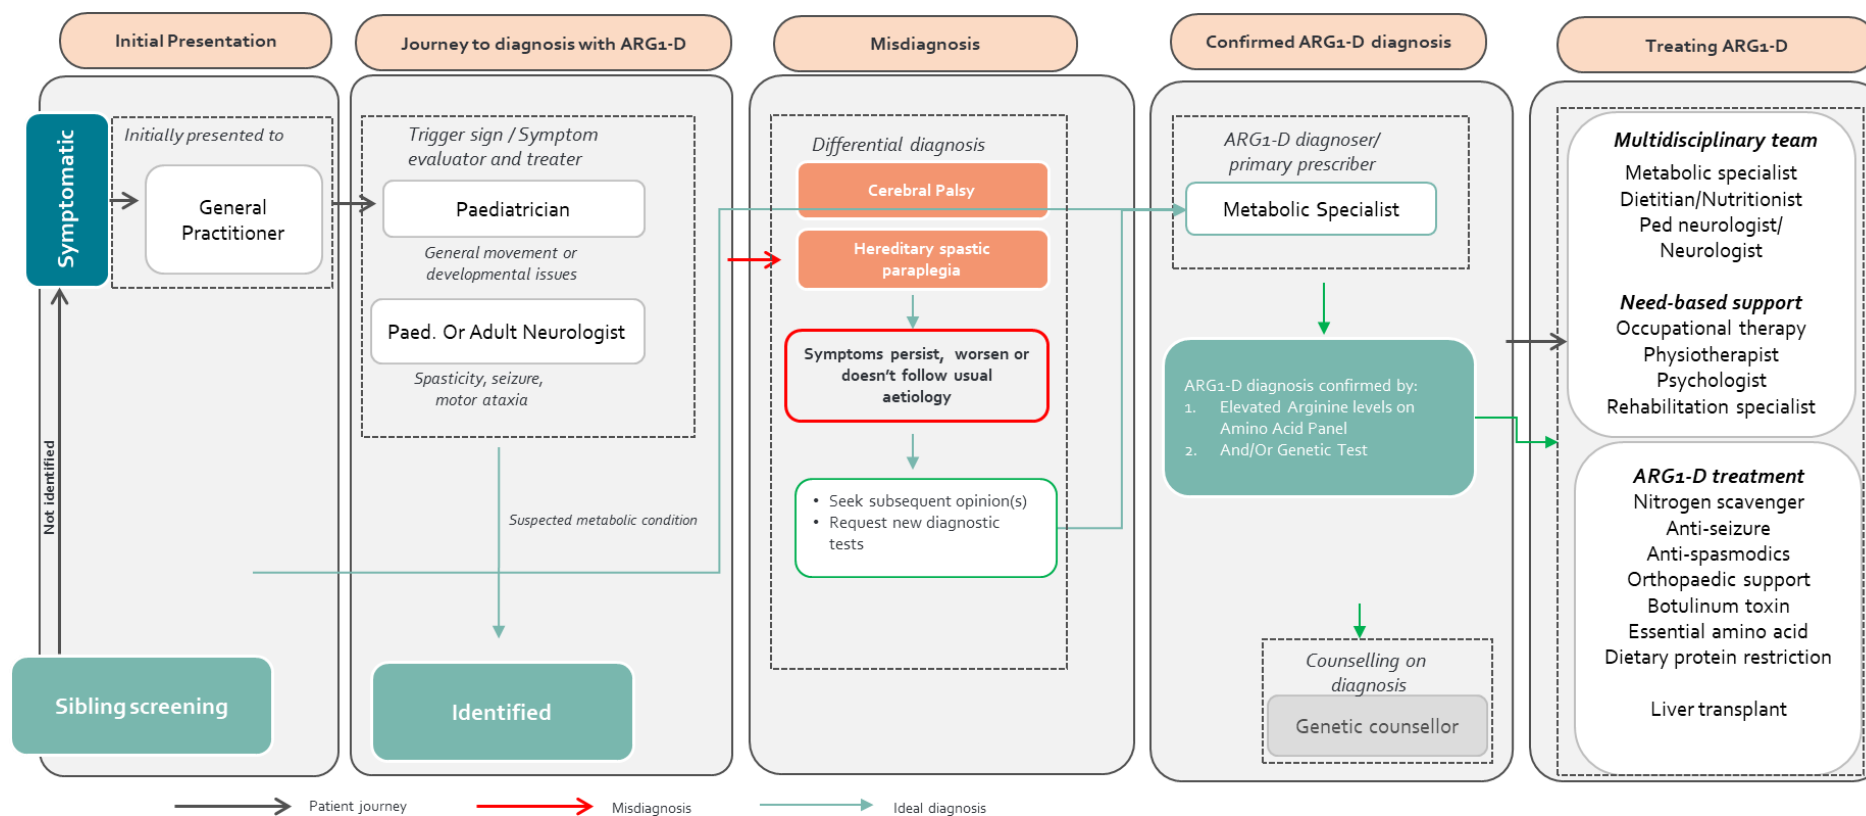 Initial Presentation
Journey to diagnosis with ARG1-D
Misdiagnosis
Confirmed ARG1-D diagnosis
Treating ARG1-D
Symptomatic
Initially presented to
General
Practitioner
Not identified
Sibling screening
Trigger sign / Symptom
evaluator and treater
Paediatrician
General movement or
developmental issues
Paed. Or Adult Neurologist
Spasticity, seizure,
motor ataxia
Suspected metabolic condition
Identified
Differential diagnosis
Cerebral Palsy
Hereditary spastic
paraplegia
Symptoms persist, worsen or
doesn't follow usual
aetiology
• Seek subsequent opinion(s)
• Request new diagnostic
tests
ARG1-D diagnoser/
primary prescriber
Metabolic Specialist
ARG1-D diagnosis confirmed by:
1. Elevated Arginine levels on
Amino Acid Panel
2. And/Or Genetic Test
Counselling on
diagnosis
Genetic counsellor
Multidisciplinary team
Metabolic specialist
Dietitian/Nutritionist
Ped neurologist/
Neurologist
Need-based support
Occupational therapy
Physiotherapist
Psychologist
Rehabilitation specialist
ARG1-D treatment
Nitrogen scavenger
Anti-seizure
Anti-spasmodics
Orthopaedic support
Botulinum toxin
Essential amino acid
Dietary protein restriction
Liver transplant
Patient journey
Misdiagnosis
Ideal diagnosis